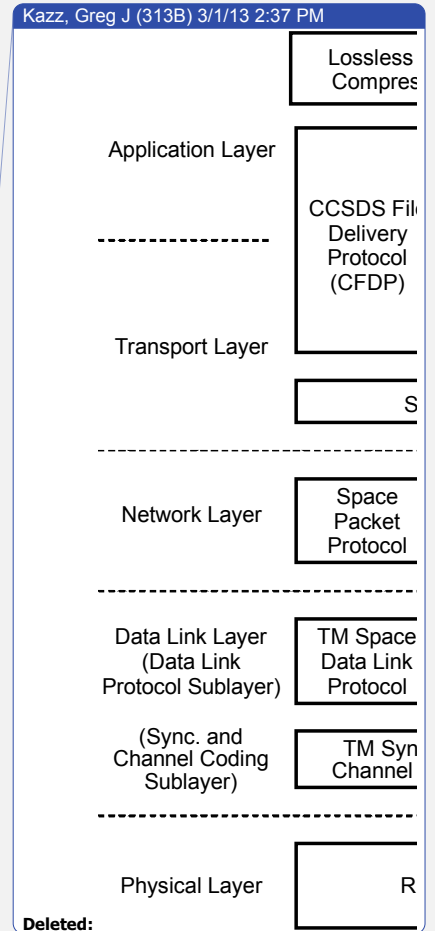 Kazz, Greg J (313B) 3/1/13 2:37 PM
Lossless
Compres
Application Layer
CCSDS File
Delivery
Protocol
(CFDP)
Transport Layer
S
Network Layer
Space
Packet
Protocol
Data Link Layer
(Data Link
Protocol Sublayer)
TM Space
Data Link
Protocol
(Sync. and
Channel Coding
Sublayer)
TM Syn
Channel
Physical Layer
R
Deleted: